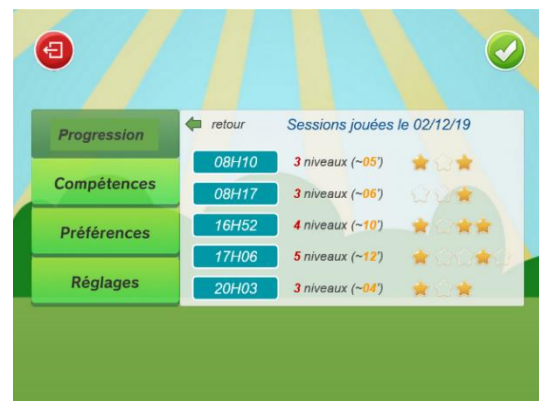 retour Sessions jouées le 02/12/19
Progression
08H10 3 niveaux (~05')
Compétences
08H17 3 niveaux (~06')
Préférences
16H52 4 niveaux (~10')
17H06 5 niveaux (~12')
Réglages
20H03 3 niveaux (~04')